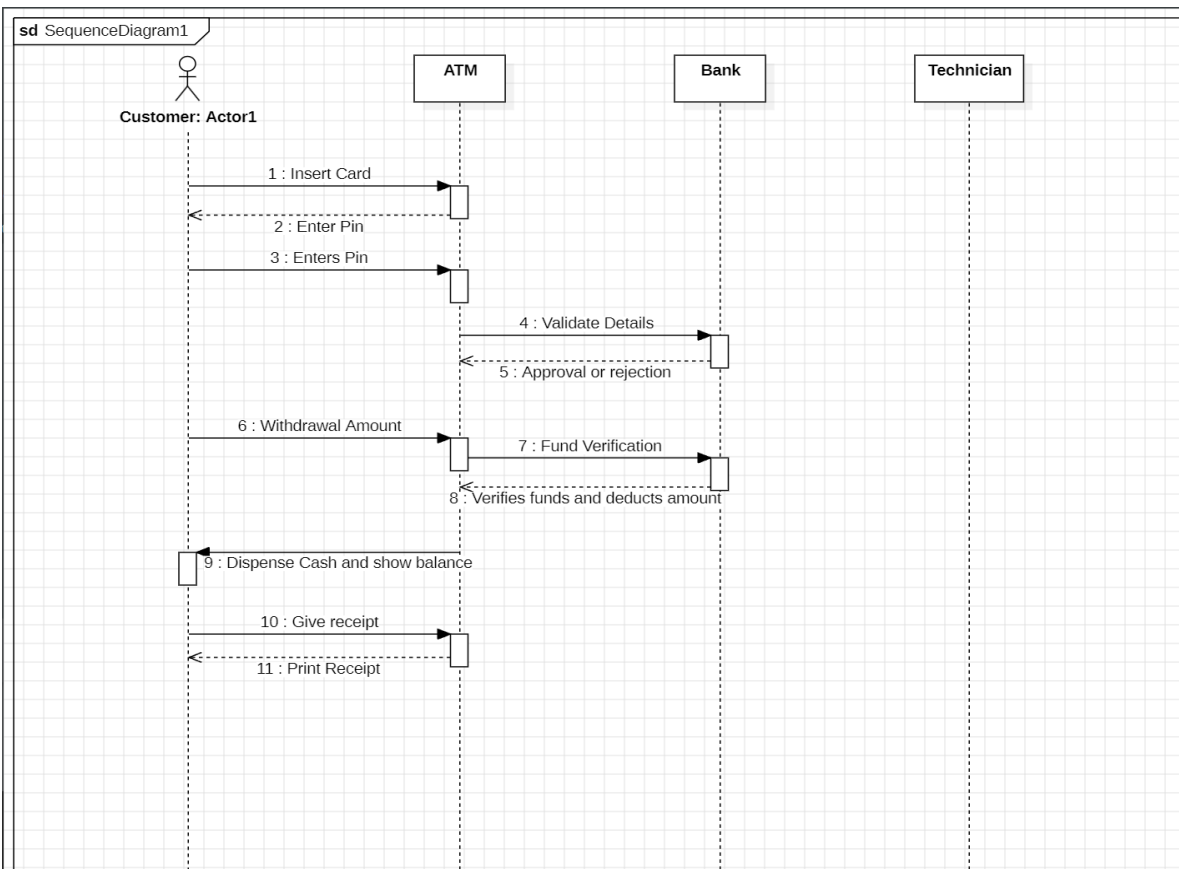 sd SequenceDiagram1
ATM
Bank
Technician
Customer: Actor1
1 : Insert Card
2 : Enter Pin
3 : Enters Pin
4 : Validate Details
5 : Approval or rejection
6 : Withdrawal Amount
7 : Fund Verification
8 : Verifies funds and deducts amount
9 : Dispense Cash and show balance
10 : Give receipt
11 : Print Receipt